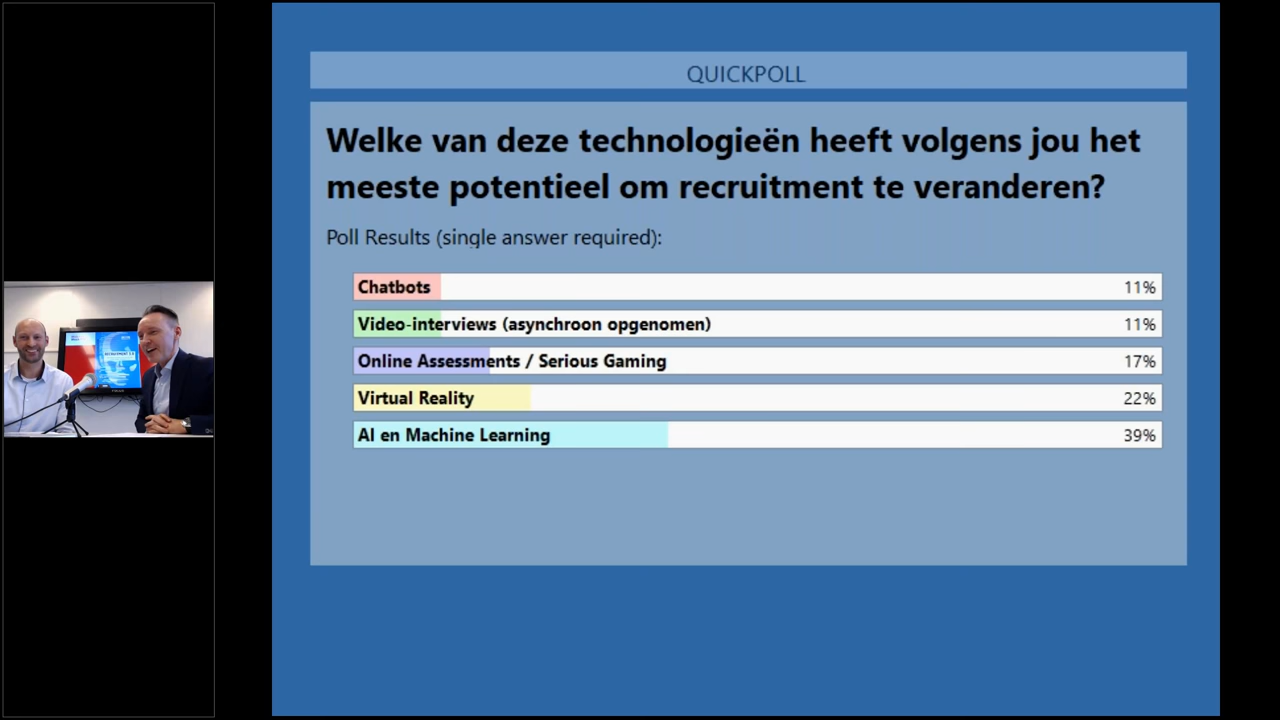 QUICKPOLL
Welke van deze technologieën heeft volgens jou het
meeste potentieel om recruitment te veranderen?
Poll Results (single answer required):
Chatbots 11%
Video-interviews (asynchroon opgenomen) 11%
Online Assessments / Serious Gaming 17%
Virtual Reality 22%
AI en Machine Learning 39%